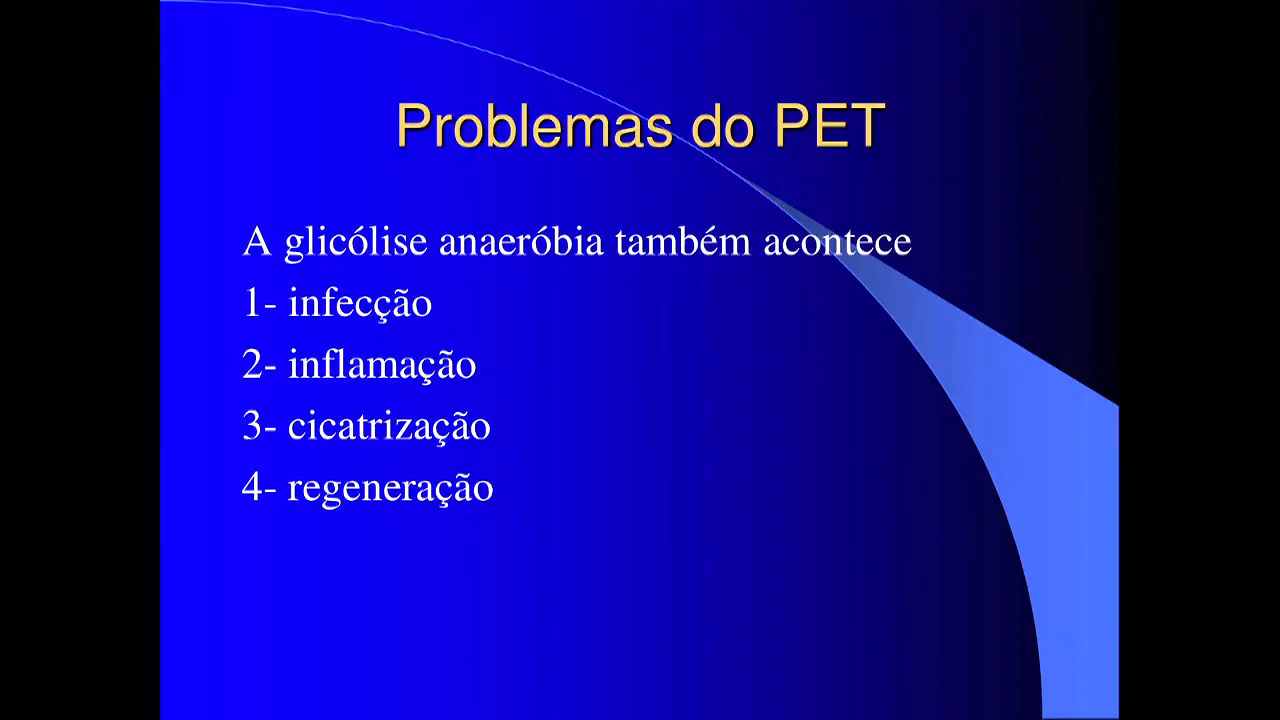 Problemas do PET
A glicólise anaeróbia também acontece
1- infecção
2- inflamação
3- cicatrização
4- regeneração